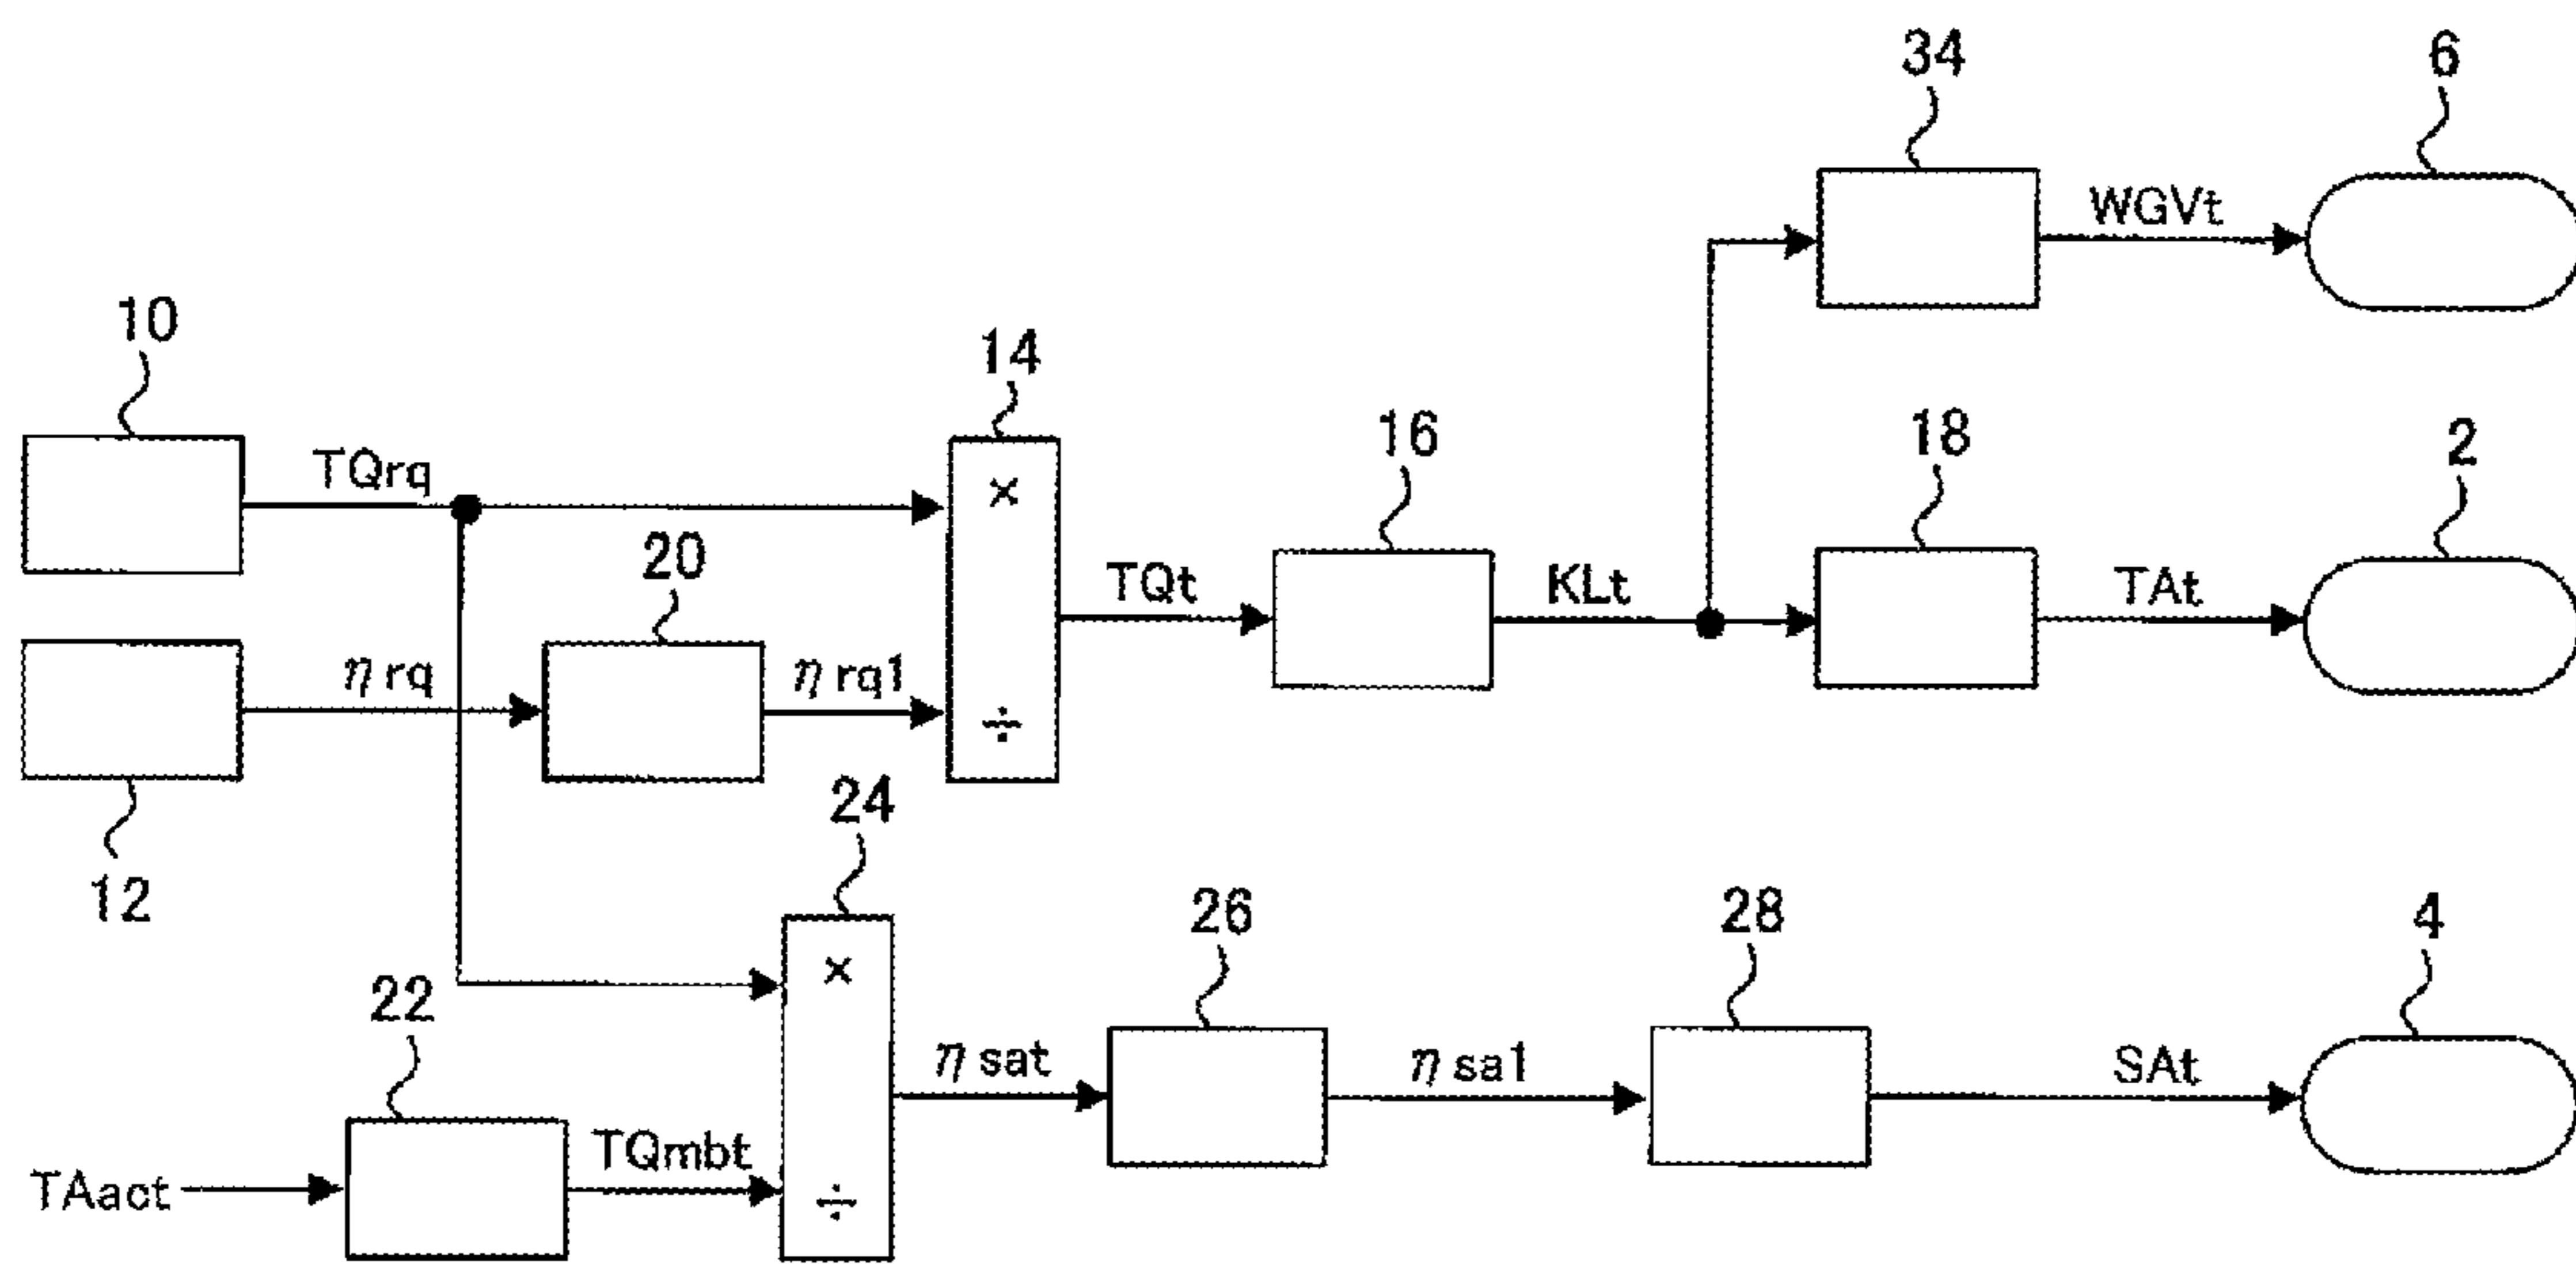 34
6
WGVt
10
14
16
18
2
TQrq
×
20
TQt
KLt
TAt
η rq
η rq1
÷
12
24
26
28
4
×
22
η sat
η sa1
SAt
TQmbt
TAact
÷